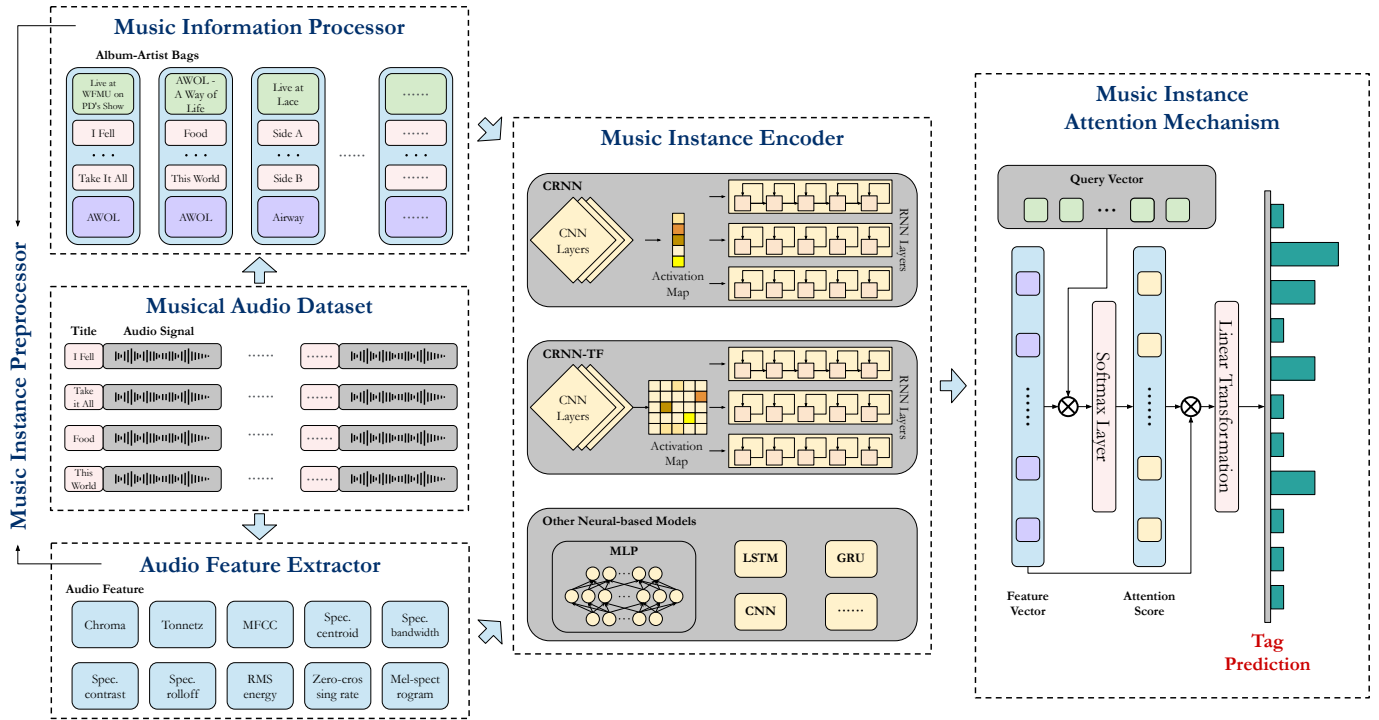 Music Instance Preprocessor
Music Information Processor
Album-Artist Bags
Live at
WFMU on
PD's Show
I Fell
• • •
Take It All
AWOL
AWOL -
A Way of
Life
Food
• • •
This World
AWOL
Live at
Lace
Side A
• • •
Side B
Airway
······
······
······
• • •
······
······
Musical Audio Dataset
Title
Audio Signal
I Fell
······
······
Take
it All
······
······
Food
······
······
This
World
······
······
Audio Feature Extractor
Audio Feature
Chroma
Tonnetz
MFCC
Spec.
centroid
Spec.
bandwidth
Spec.
contrast
Spec.
rolloff
RMS
energy
Zero-cros
sing rate
Mel-spect
rogram
Music Instance Encoder
CRNN
CNN
Layers
Activation
Map
RNN Layers
CRNN-TF
CNN
Layers
Activation
Map
RNN Layers
Other Neural-based Models
MLP
LSTM
GRU
CNN
······
Music Instance
Attention Mechanism
Query Vector
Softmax Layer
Linear Transformation
Feature
Vector
Attention
Score
Tag
Prediction